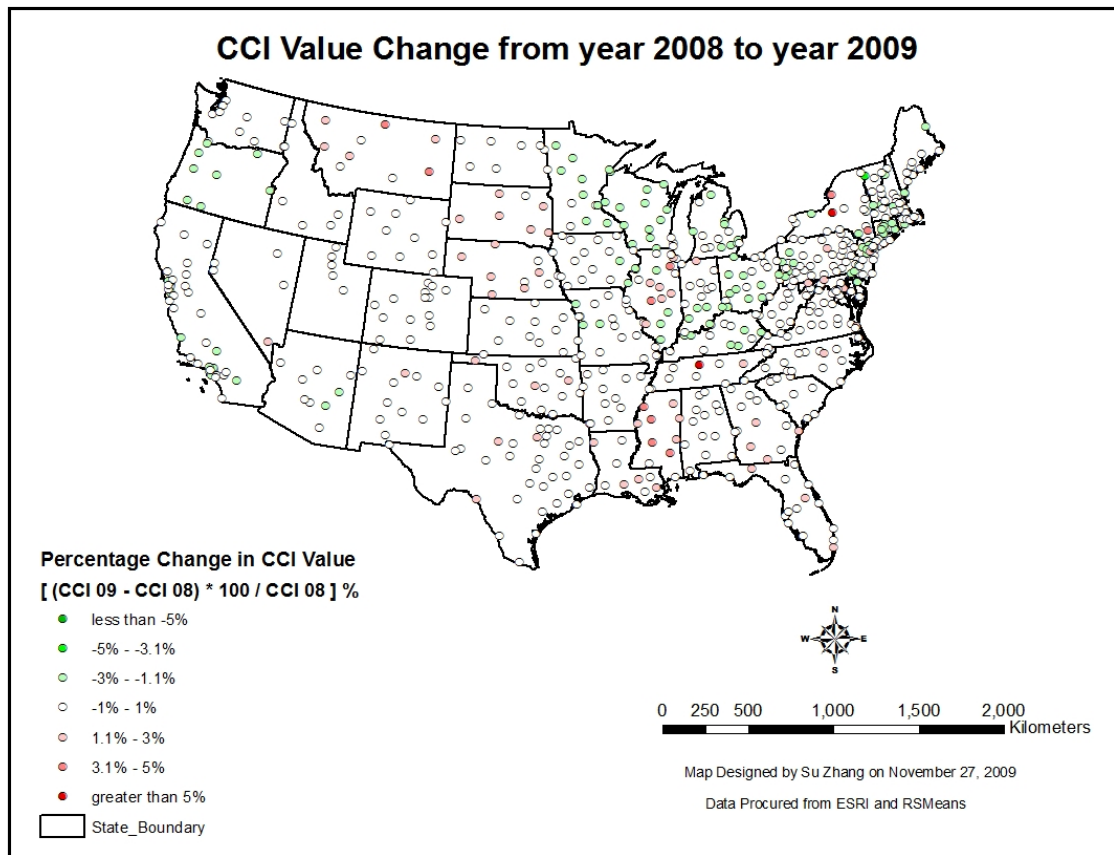 CCI Value Change from year 2008 to year 2009
Percentage Change in CCI Value
[ (CCI 09 - CCI 08) * 100 / CCI 08 ] %
less than -5%
-5% - -3.1%
-3% - -1.1%
-1% - 1%
1.1% - 3%
3.1% - 5%
greater than 5%
State_Boundary
N
W E
S
0 250 500 1,000 1,500 2,000
Kilometers
Map Designed by Su Zhang on November 27, 2009
Data Procured from ESRI and RSMeans